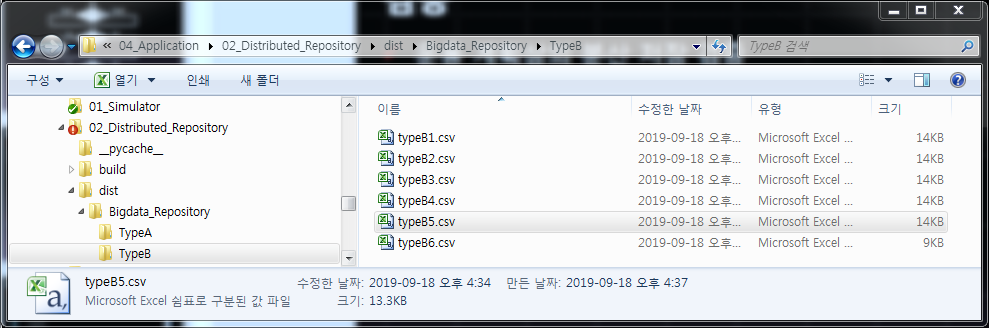 « 04_Application ▸ 02_Distributed_Repository ▸ dist ▸ Bigdata_Repository ▸ TypeB
TypeB 검색
구성 열기 인쇄 새 폴더
01_Simulator
02_Distributed_Repository
__pycache__
build
dist
Bigdata_Repository
TypeA
TypeB
이름 수정한 날짜 유형 크기
typeB1.csv 2019-09-18 오후... Microsoft Excel ... 14KB
typeB2.csv 2019-09-18 오후... Microsoft Excel ... 14KB
typeB3.csv 2019-09-18 오후... Microsoft Excel ... 14KB
typeB4.csv 2019-09-18 오후... Microsoft Excel ... 14KB
typeB5.csv 2019-09-18 오후... Microsoft Excel ... 14KB
typeB6.csv 2019-09-18 오후... Microsoft Excel ... 9KB
typeB5.csv 수정한 날짜: 2019-09-18 오후 4:34 만든 날짜: 2019-09-18 오후 4:37
Microsoft Excel 쉼표로 구분된 값 파일 크기: 13.3KB